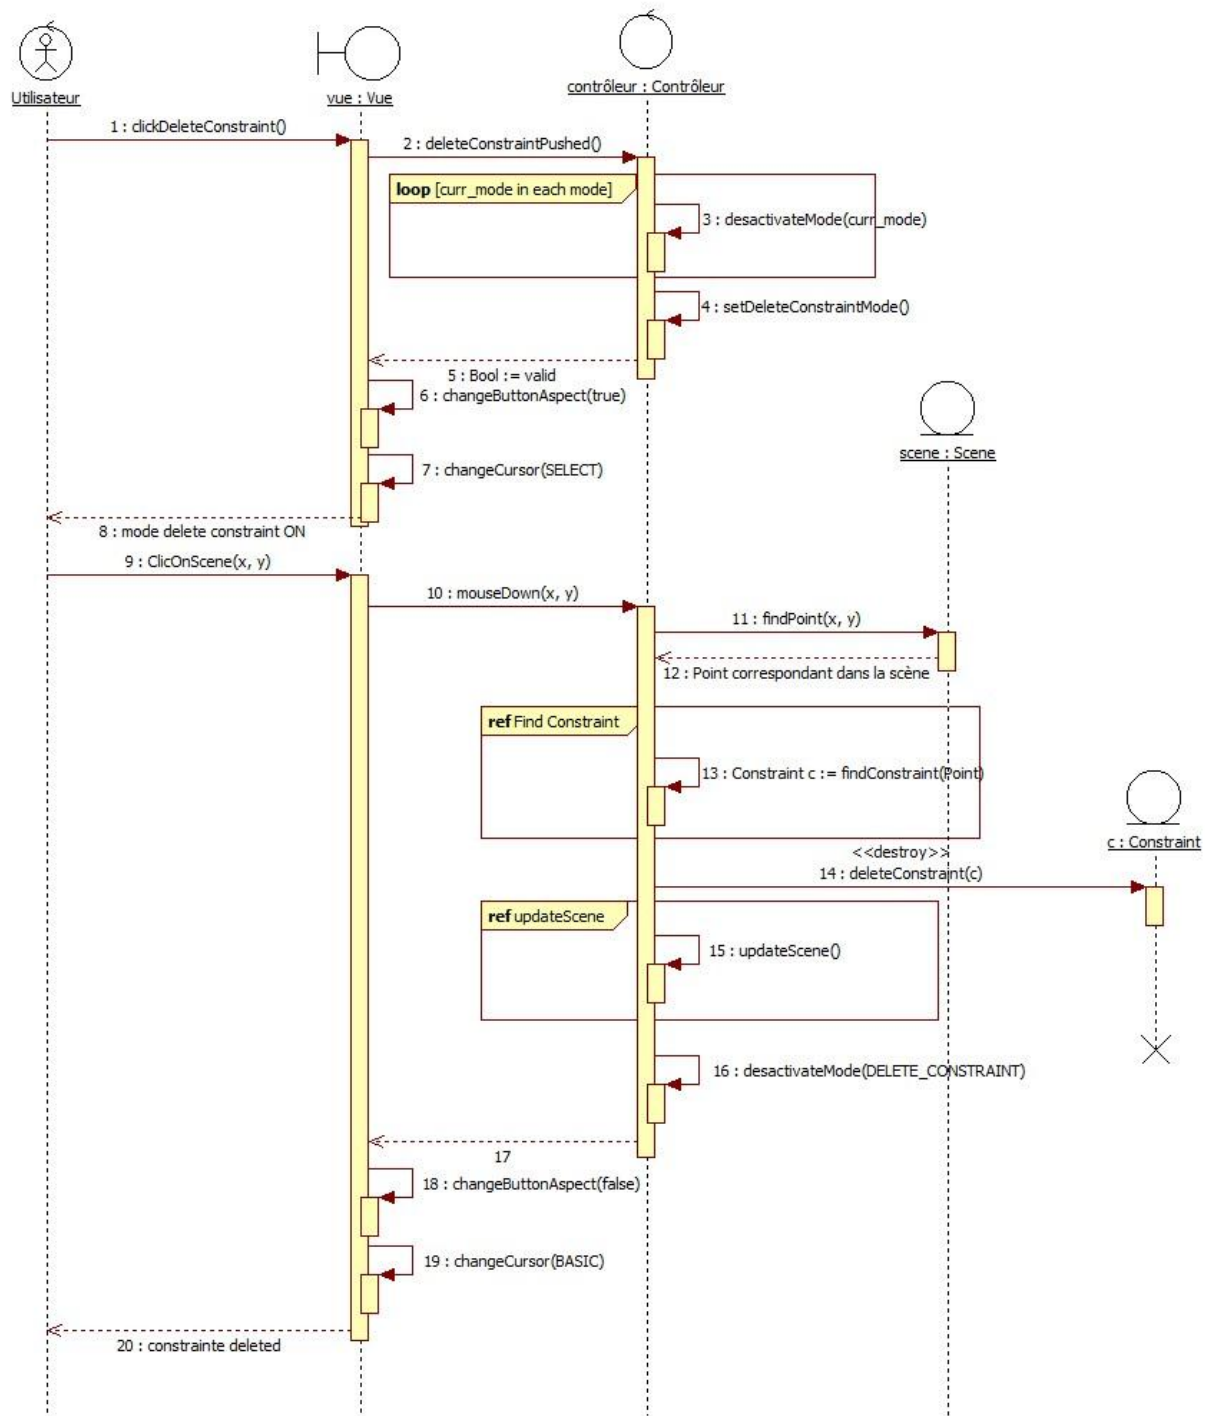 Utilisateur
vue : Vue
contrôleur : Contrôleur
1 : clickDeleteConstraint()
2 : deleteConstraintPushed()
loop [curr_mode in each mode]
3 : desactivateMode(curr_mode)
4 : setDeleteConstraintMode()
5 : Bool := valid
6 : changeButtonAspect(true)
scene : Scene
7 : changeCursor(SELECT)
8 : mode delete constraint ON
9 : ClicOnScene(x, y)
10 : mouseDown(x, y)
11 : findPoint(x, y)
12 : Point correspondant dans la scène
ref Find Constraint
13 : Constraint c := findConstraint(Point)
c : Constraint
<<destroy>>
14 : deleteConstraint(c)
ref updateScene
15 : updateScene()
16 : desactivateMode(DELETE_CONSTRAINT)
17
18 : changeButtonAspect(false)
19 : changeCursor(BASIC)
20 : constrainte deleted